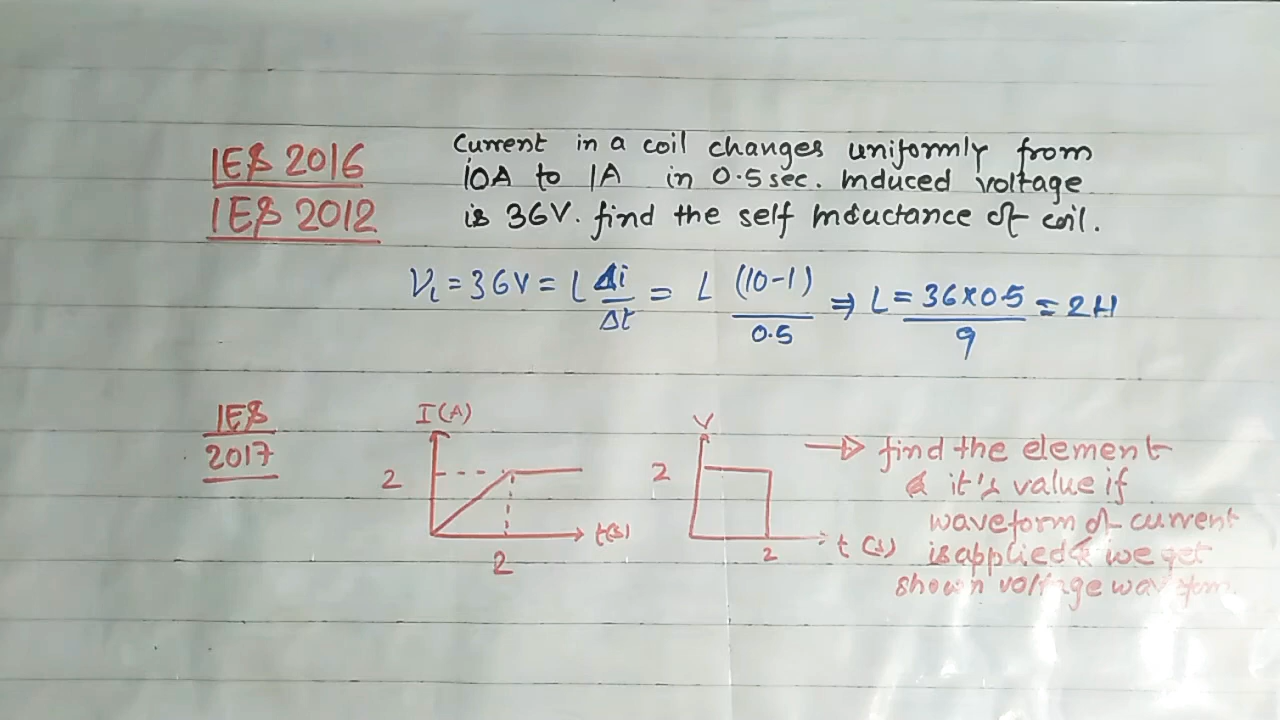 IES 2016
IES 2012
Current in a coil changes uniformly from
10A to 1A in 0.5 sec. Induced voltage
is 36V. find the self inductance of coil.
V_L = 36V = L Δi/Δt = L (10-1)/0.5 ⇒ L = 36×0.5/9 = 2H
IES
2017
I(A)
2
2
t(s)
V
2
2
t (s)
→ find the element
& it's value if
waveform of current
is applied & we get
shown voltage waveform.